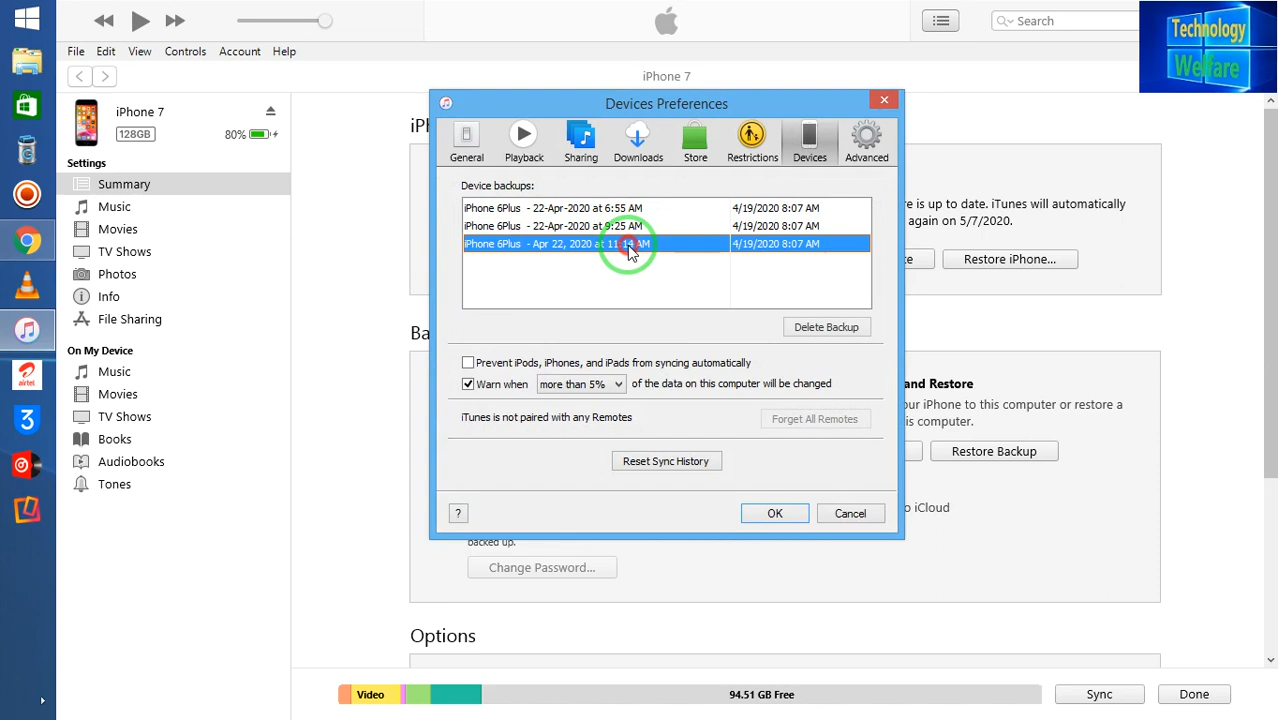 Search
Technology
Welfare
File Edit View Controls Account Help
iPhone 7
iPhone 7
128GB
80%
Settings
Summary
Music
Movies
TV Shows
Photos
Info
File Sharing
On My Device
Music
Movies
TV Shows
Books
Audiobooks
Tones
Devices Preferences
General Playback Sharing Downloads Store Restrictions Devices Advanced
Device backups:
iPhone 6Plus - 22-Apr-2020 at 6:55 AM 4/19/2020 8:07 AM
iPhone 6Plus - 22-Apr-2020 at 9:25 AM 4/19/2020 8:07 AM
iPhone 6Plus - Apr 22, 2020 at 11:14 AM 4/19/2020 8:07 AM
Delete Backup
Prevent iPods, iPhones, and iPads from syncing automatically
Warn when more than 5% of the data on this computer will be changed
iTunes is not paired with any Remotes
Forget All Remotes
Reset Sync History
? OK Cancel
is up to date. iTunes will automatically
again on 5/7/2020.
Restore iPhone...
and Restore
your iPhone to this computer or restore a
computer.
Restore Backup
iCloud
backed up.
Change Password...
Options
Video
94.51 GB Free
Sync
Done
3